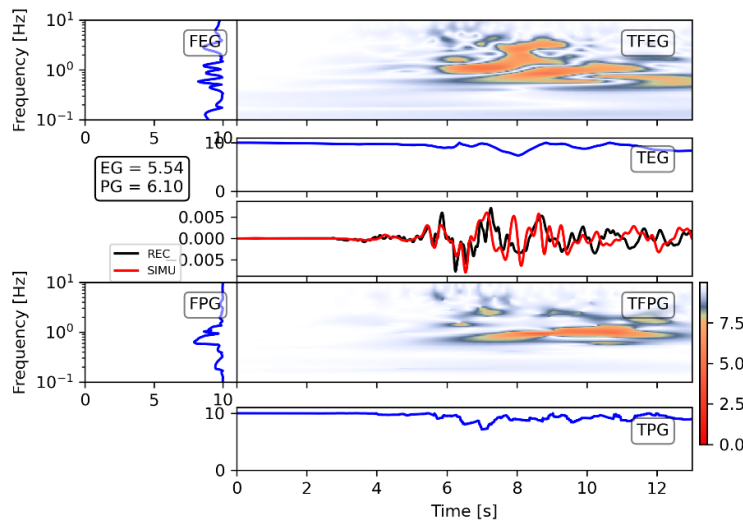 Frequency [Hz]
10¹
10⁰
10⁻¹
FEG
TFEG
0
5
10
10
0
TEG
EG = 5.54
PG = 6.10
0.005
0.000
0.005
REC_
SIMU
Frequency [Hz]
10¹
10⁰
10⁻¹
FPG
TFPG
0
5
10
7.5
5.0
2.5
0.0
10
0
TPG
0
2
4
6
8
10
12
Time [s]